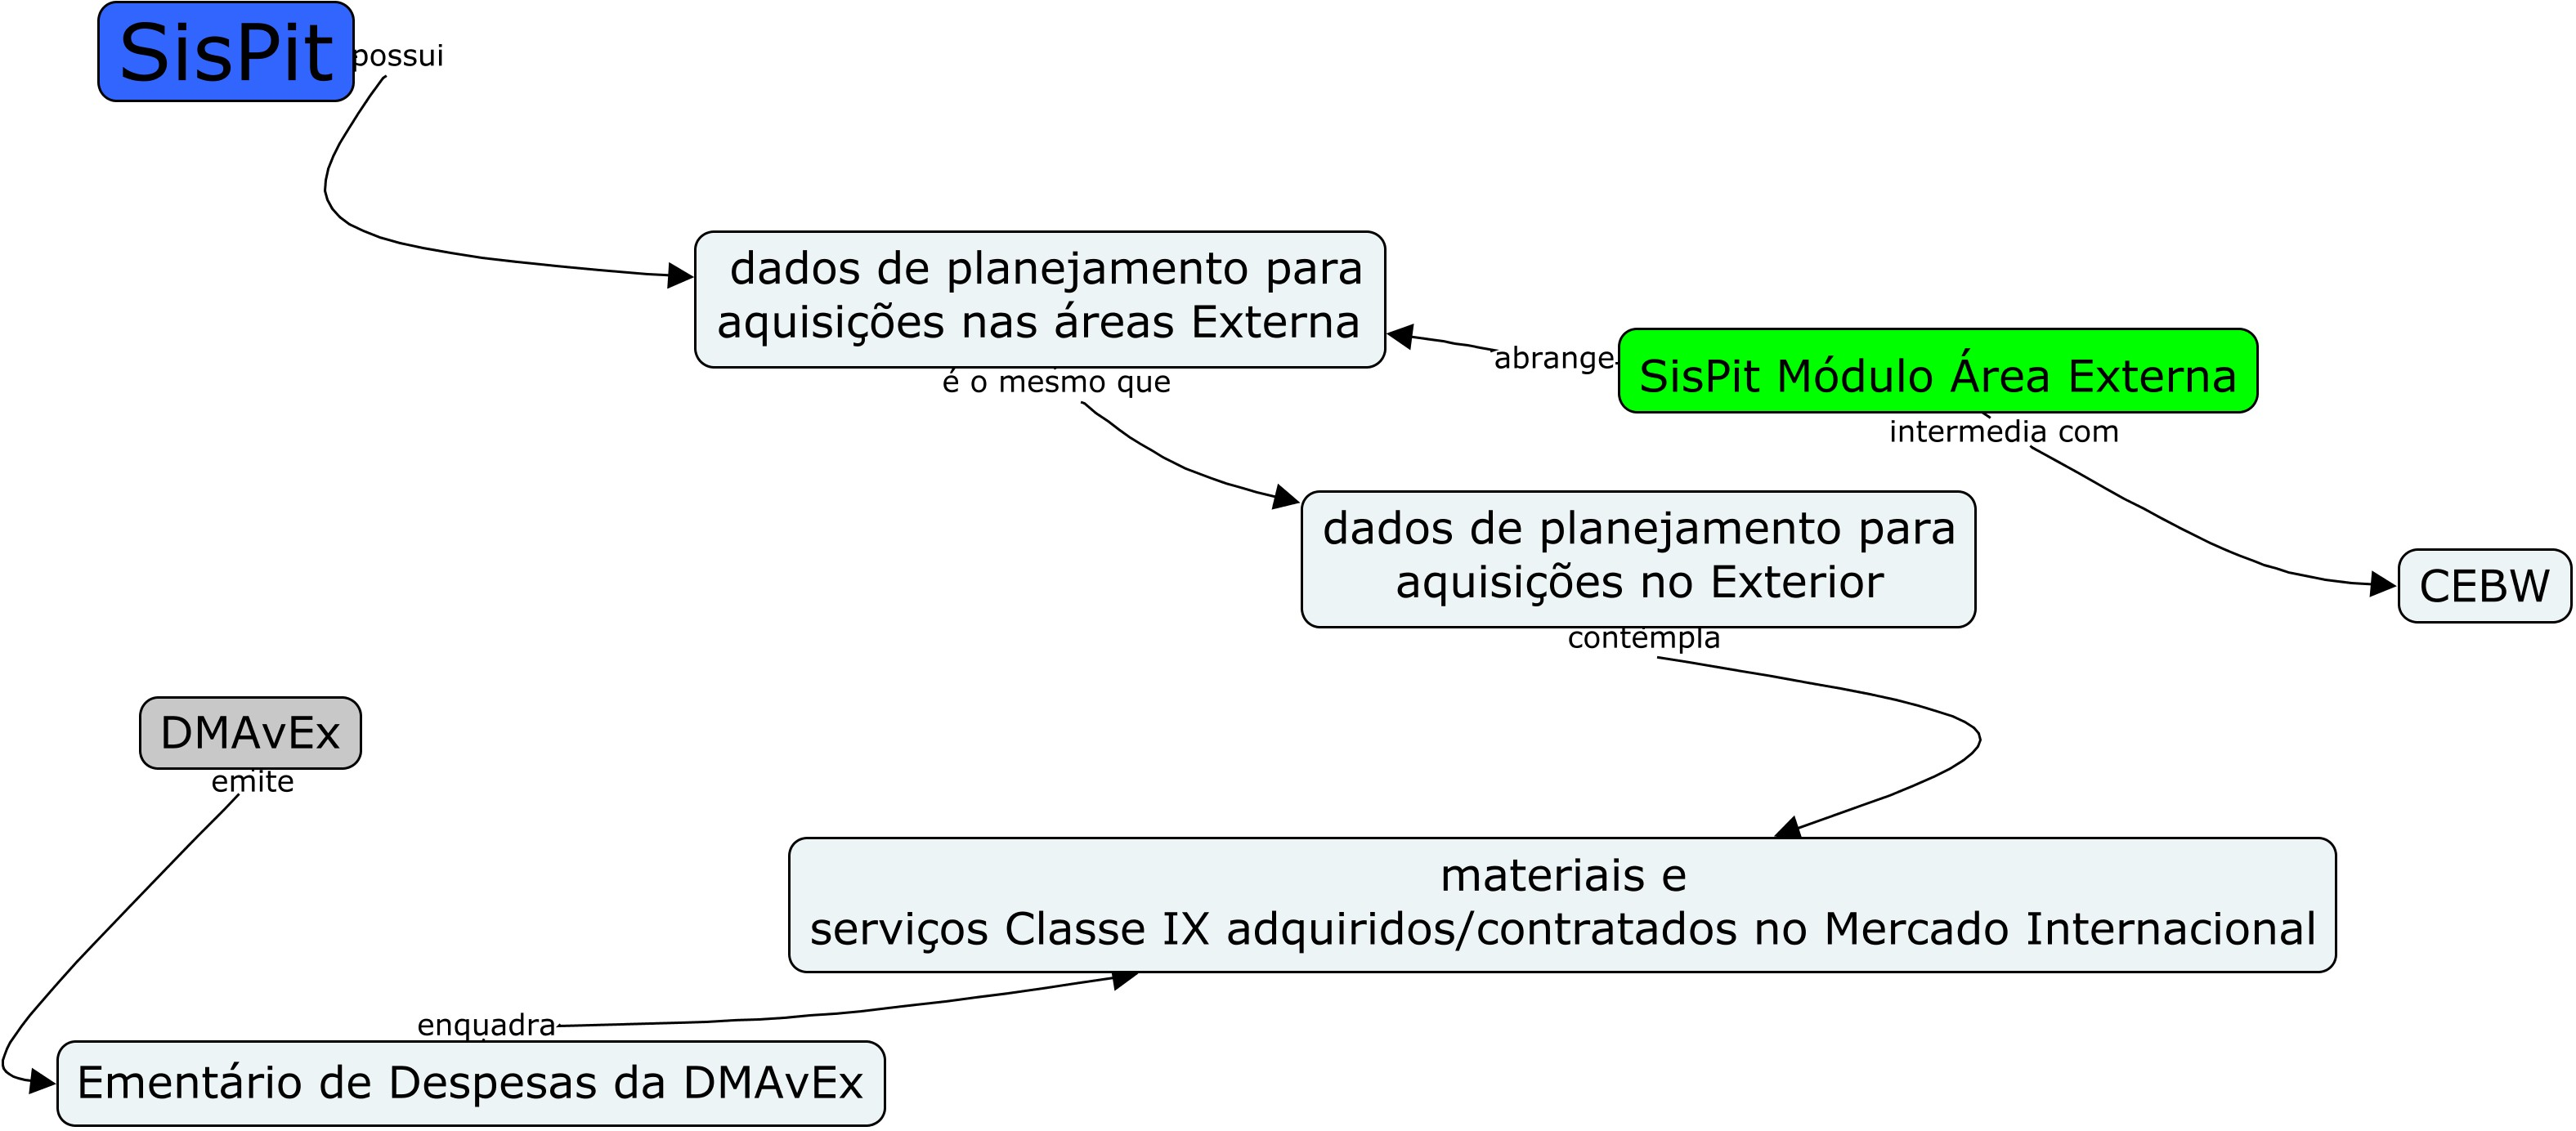 SisPit
possui
dados de planejamento para
aquisições nas áreas Externa
abrange
SisPit Módulo Área Externa
é o mesmo que
intermedia com
dados de planejamento para
aquisições no Exterior
CEBW
contempla
DMAvEx
emite
materiais e
serviços Classe IX adquiridos/contratados no Mercado Internacional
enquadra
Ementário de Despesas da DMAvEx